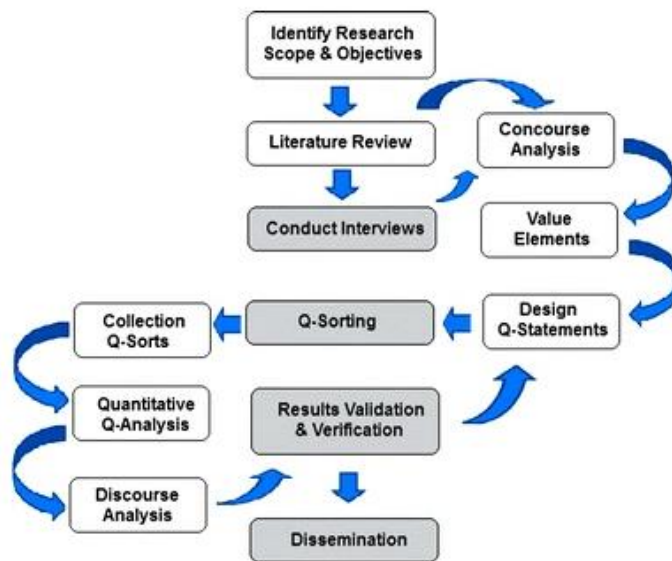 Identify Research
Scope & Objectives
Literature Review
Concourse
Analysis
Conduct Interviews
Value
Elements
Design
Q-Statements
Q-Sorting
Collection
Q-Sorts
Quantitative
Q-Analysis
Results Validation
& Verification
Discourse
Analysis
Dissemination